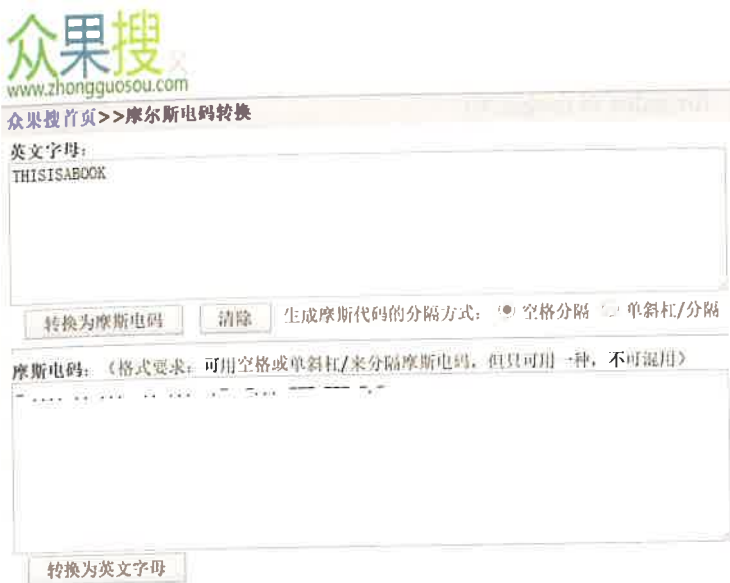 众果搜
www.zhongguosou.com
众果搜首页>>摩尔斯电码转换
英文字母:
THISISABOOK
转换为摩斯电码 清除 生成摩斯代码的分隔方式: 空格分隔 单斜杠/分隔
摩斯电码:(格式要求:可用空格或单斜杠/来分隔摩斯电码,但只可用一种,不可混用)
- .... .. ... .. ... .- -... --- --- -.-
转换为英文字母